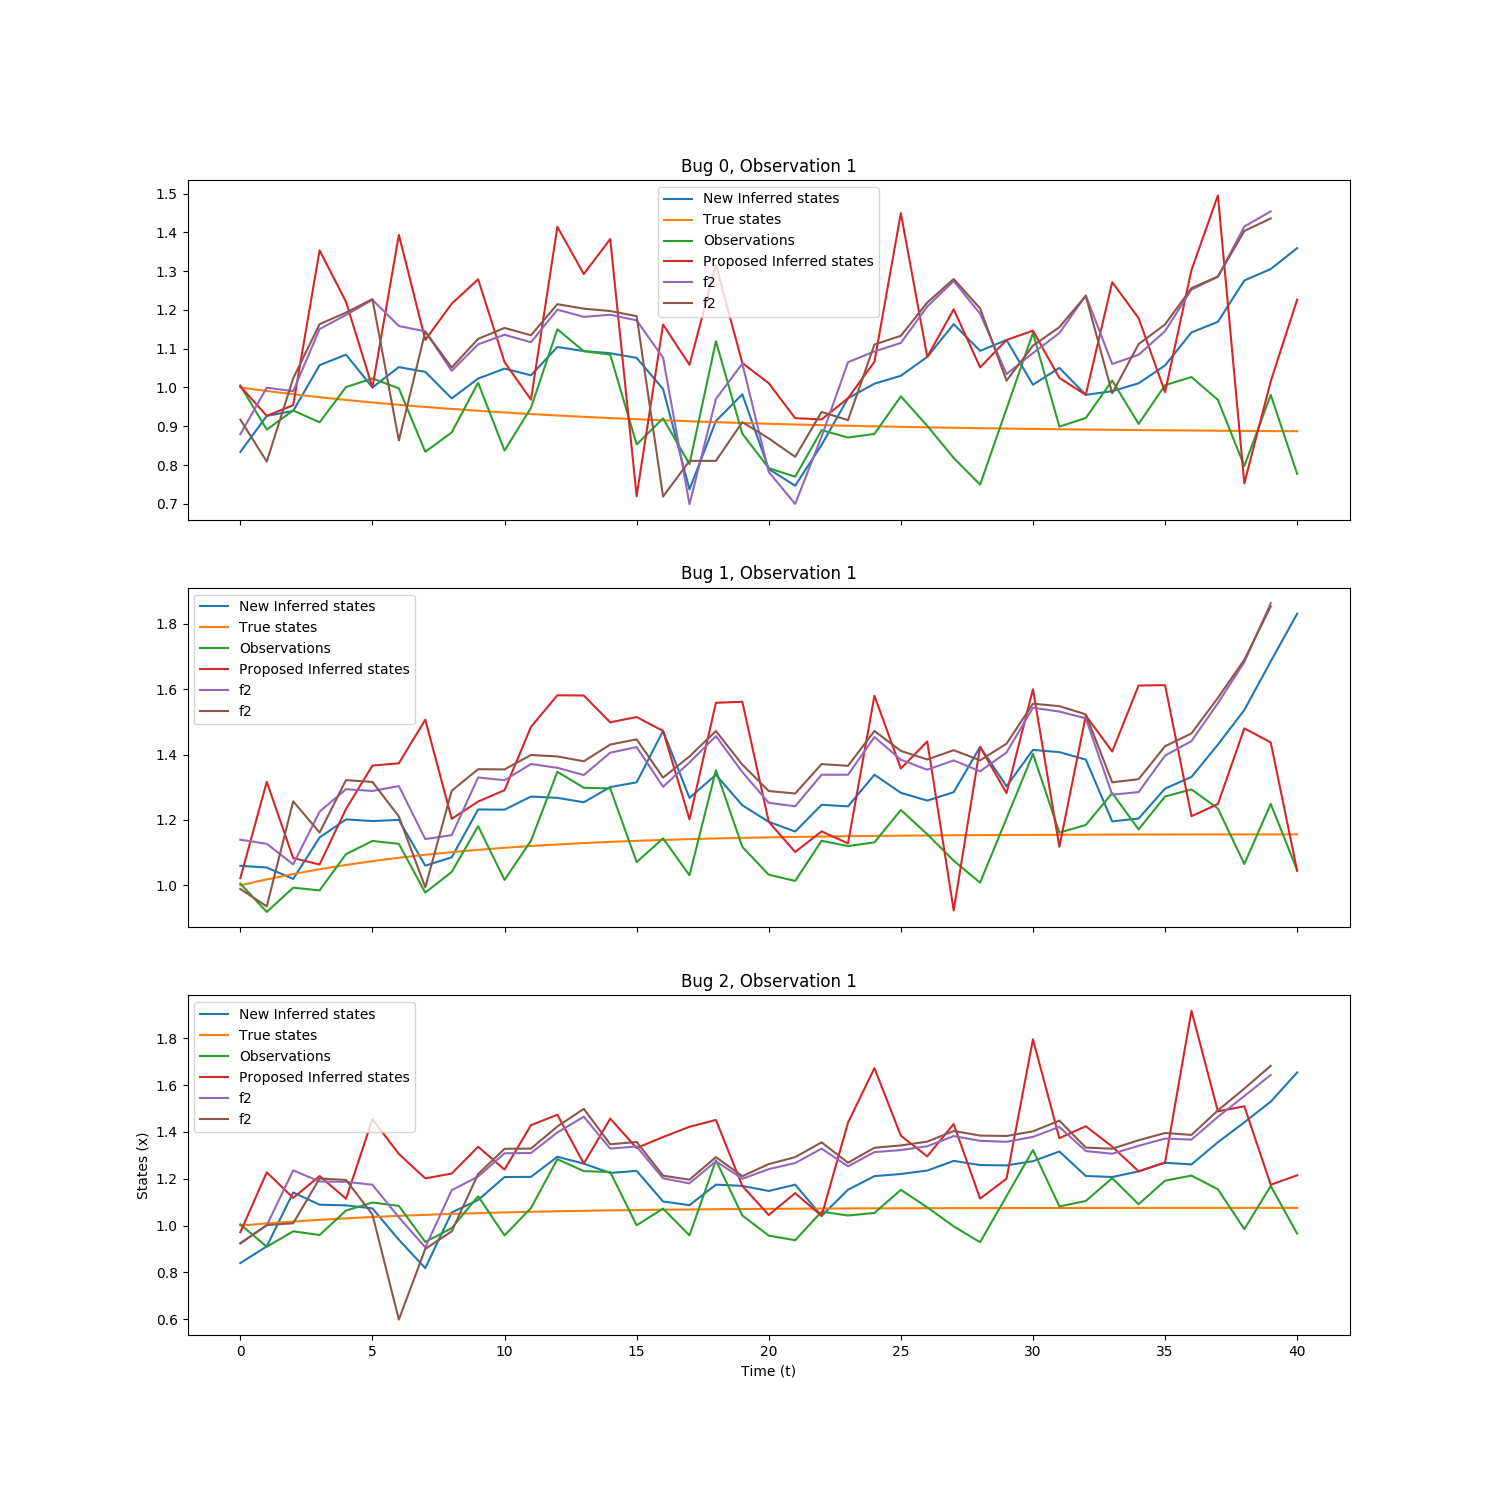 Bug 0, Observation 1
1.5
1.4
1.3
1.2
1.1
1.0
0.9
0.8
0.7
New Inferred states
True states
Observations
Proposed Inferred states
f2
f2
Bug 1, Observation 1
1.8
1.6
1.4
1.2
1.0
New Inferred states
True states
Observations
Proposed Inferred states
f2
f2
Bug 2, Observation 1
States (x)
1.8
1.6
1.4
1.2
1.0
0.8
0.6
New Inferred states
True states
Observations
Proposed Inferred states
f2
f2
0 5 10 15 20 25 30 35 40
Time (t)